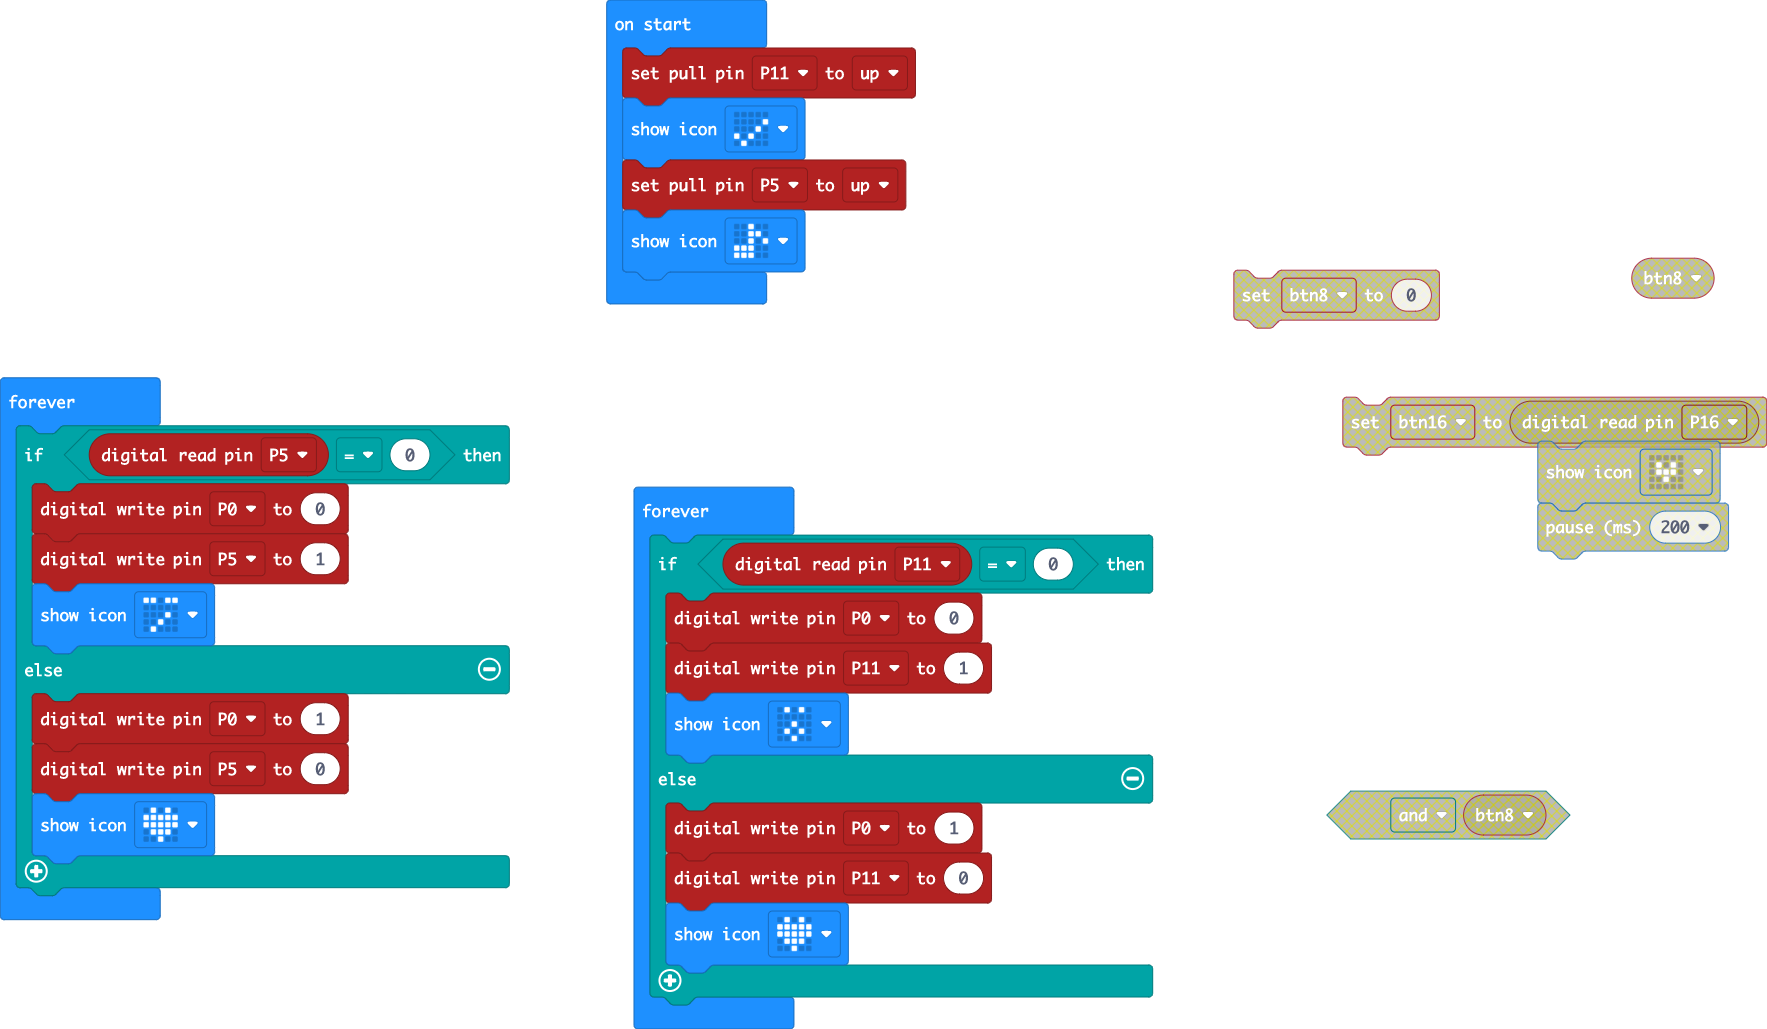 on start
set pull pin P11 to up
show icon
set pull pin P5 to up
show icon
set btn8 to 0
btn8
forever
if digital read pin P5 = 0 then
digital write pin P0 to 0
digital write pin P5 to 1
show icon
else
digital write pin P0 to 1
digital write pin P5 to 0
show icon
forever
if digital read pin P11 = 0 then
digital write pin P0 to 0
digital write pin P11 to 1
show icon
else
digital write pin P0 to 1
digital write pin P11 to 0
show icon
set btn16 to digital read pin P16
show icon
pause (ms) 200
and btn8